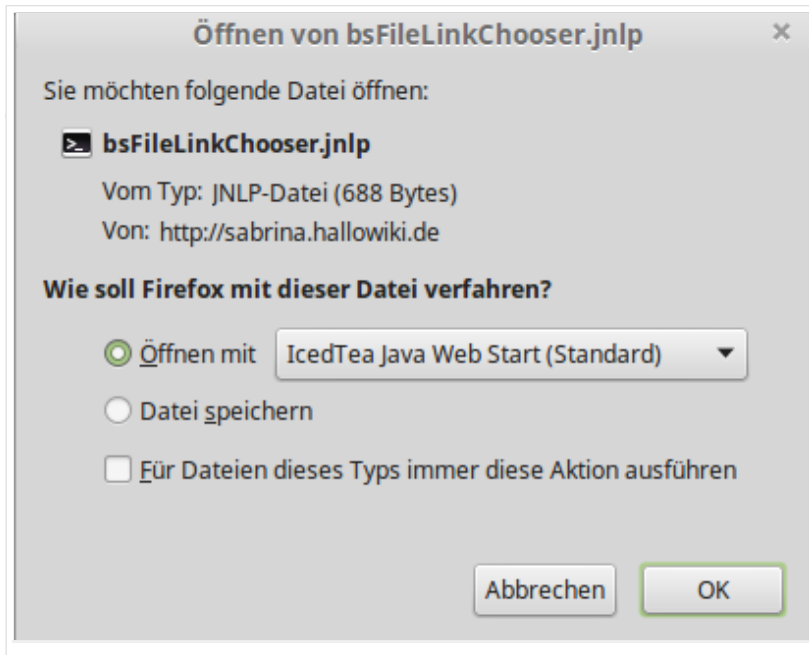 Öffnen von bsFileLinkChooser.jnlp
Sie möchten folgende Datei öffnen:
bsFileLinkChooser.jnlp
Vom Typ: JNLP-Datei (688 Bytes)
Von: http://sabrina.hallowiki.de
Wie soll Firefox mit dieser Datei verfahren?
Öffnen mit IcedTea Java Web Start (Standard)
Datei speichern
Für Dateien dieses Typs immer diese Aktion ausführen
Abbrechen OK